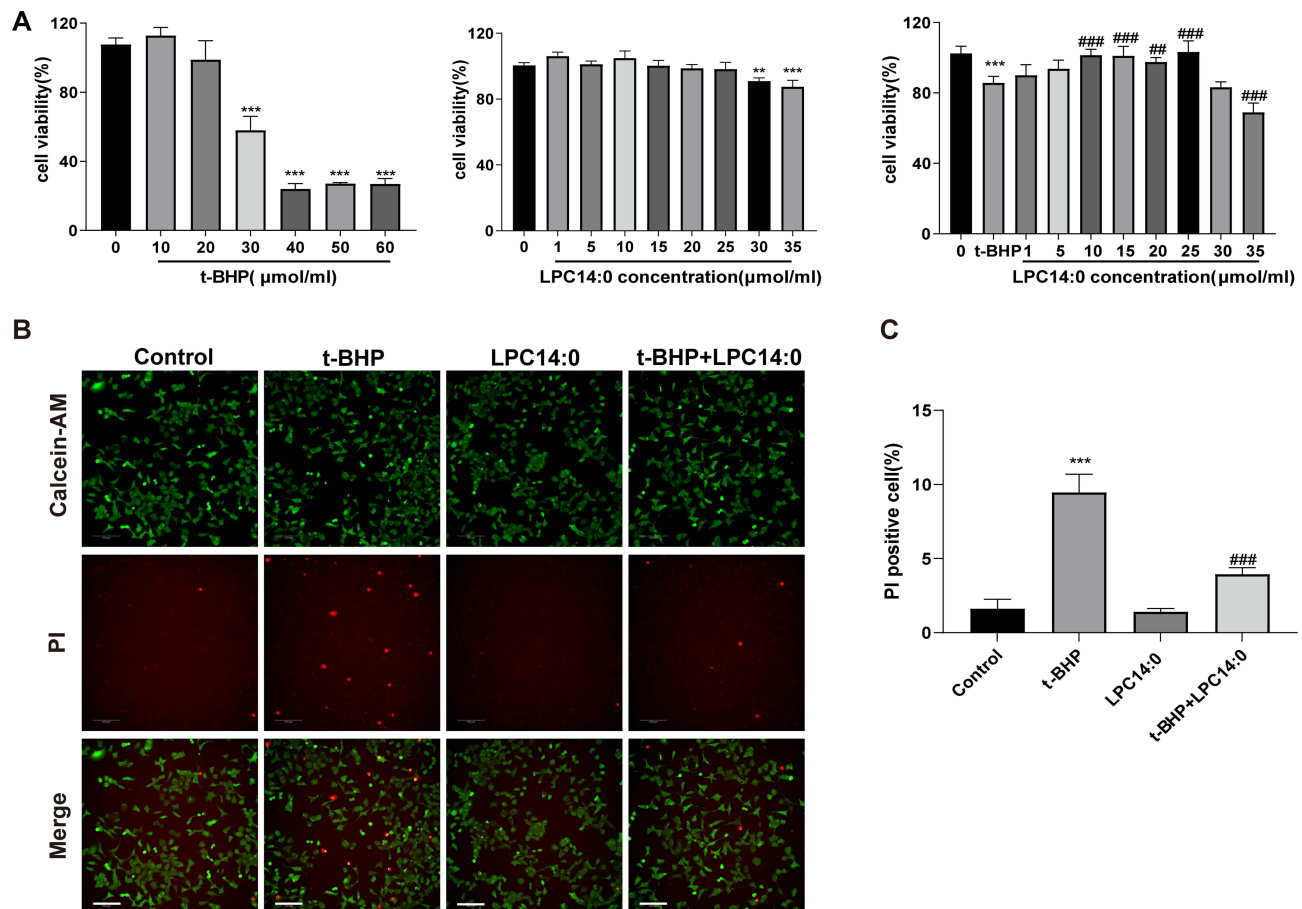 A
120
80
40
0
cell viability(%)
***
***
***
***
0 10 20 30 40 50 60
t-BHP( μmol/ml)
120
80
40
0
cell viability(%)
**
***
0 1 5 10 15 20 25 30 35
LPC14:0 concentration(μmol/ml)
120
80
40
0
cell viability(%)
***
###
###
##
###
###
0 t-BHP1 5 10 15 20 25 30 35
LPC14:0 concentration(μmol/ml)
B
Control t-BHP LPC14:0 t-BHP+LPC14:0
Calcein-AM
PI
Merge
C
15
10
5
0
PI positive cell(%)
***
###
Control
t-BHP
LPC14:0
t-BHP+LPC14:0